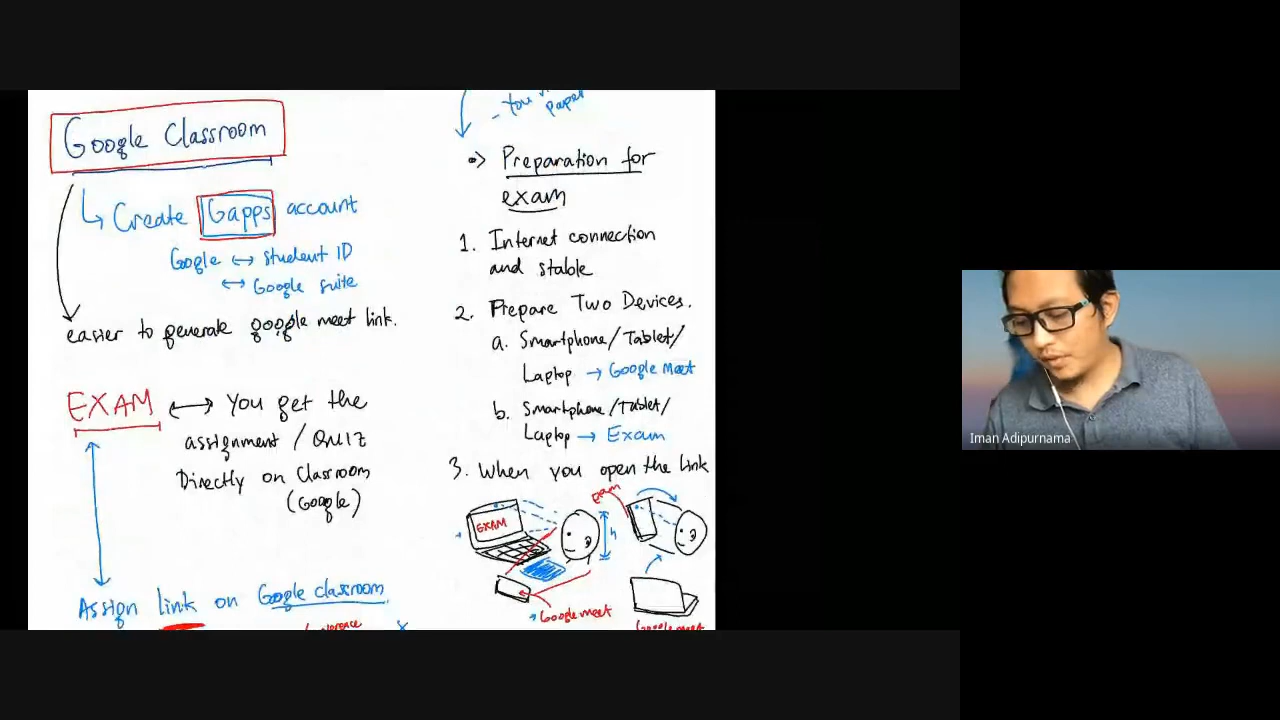 Google Classroom
↳ Create Gapps account
Google ↔ student ID
↔ Google suite
easier to generate google meet link.
EXAM ↔ You get the
assignment / QUIZ
Directly on Classroom
(Google)
Assign link on Google classroom
- You
paper
Preparation for
exam
1. Internet connection
and stable
2. Prepare Two Devices.
a. Smartphone/Tablet/
Laptop → Google Meet
b. Smartphone/Tablet/
Laptop → Exam
3. When you open the link
EXAM
h
Exam
Google meet
Google meet
Iman Adipurnama